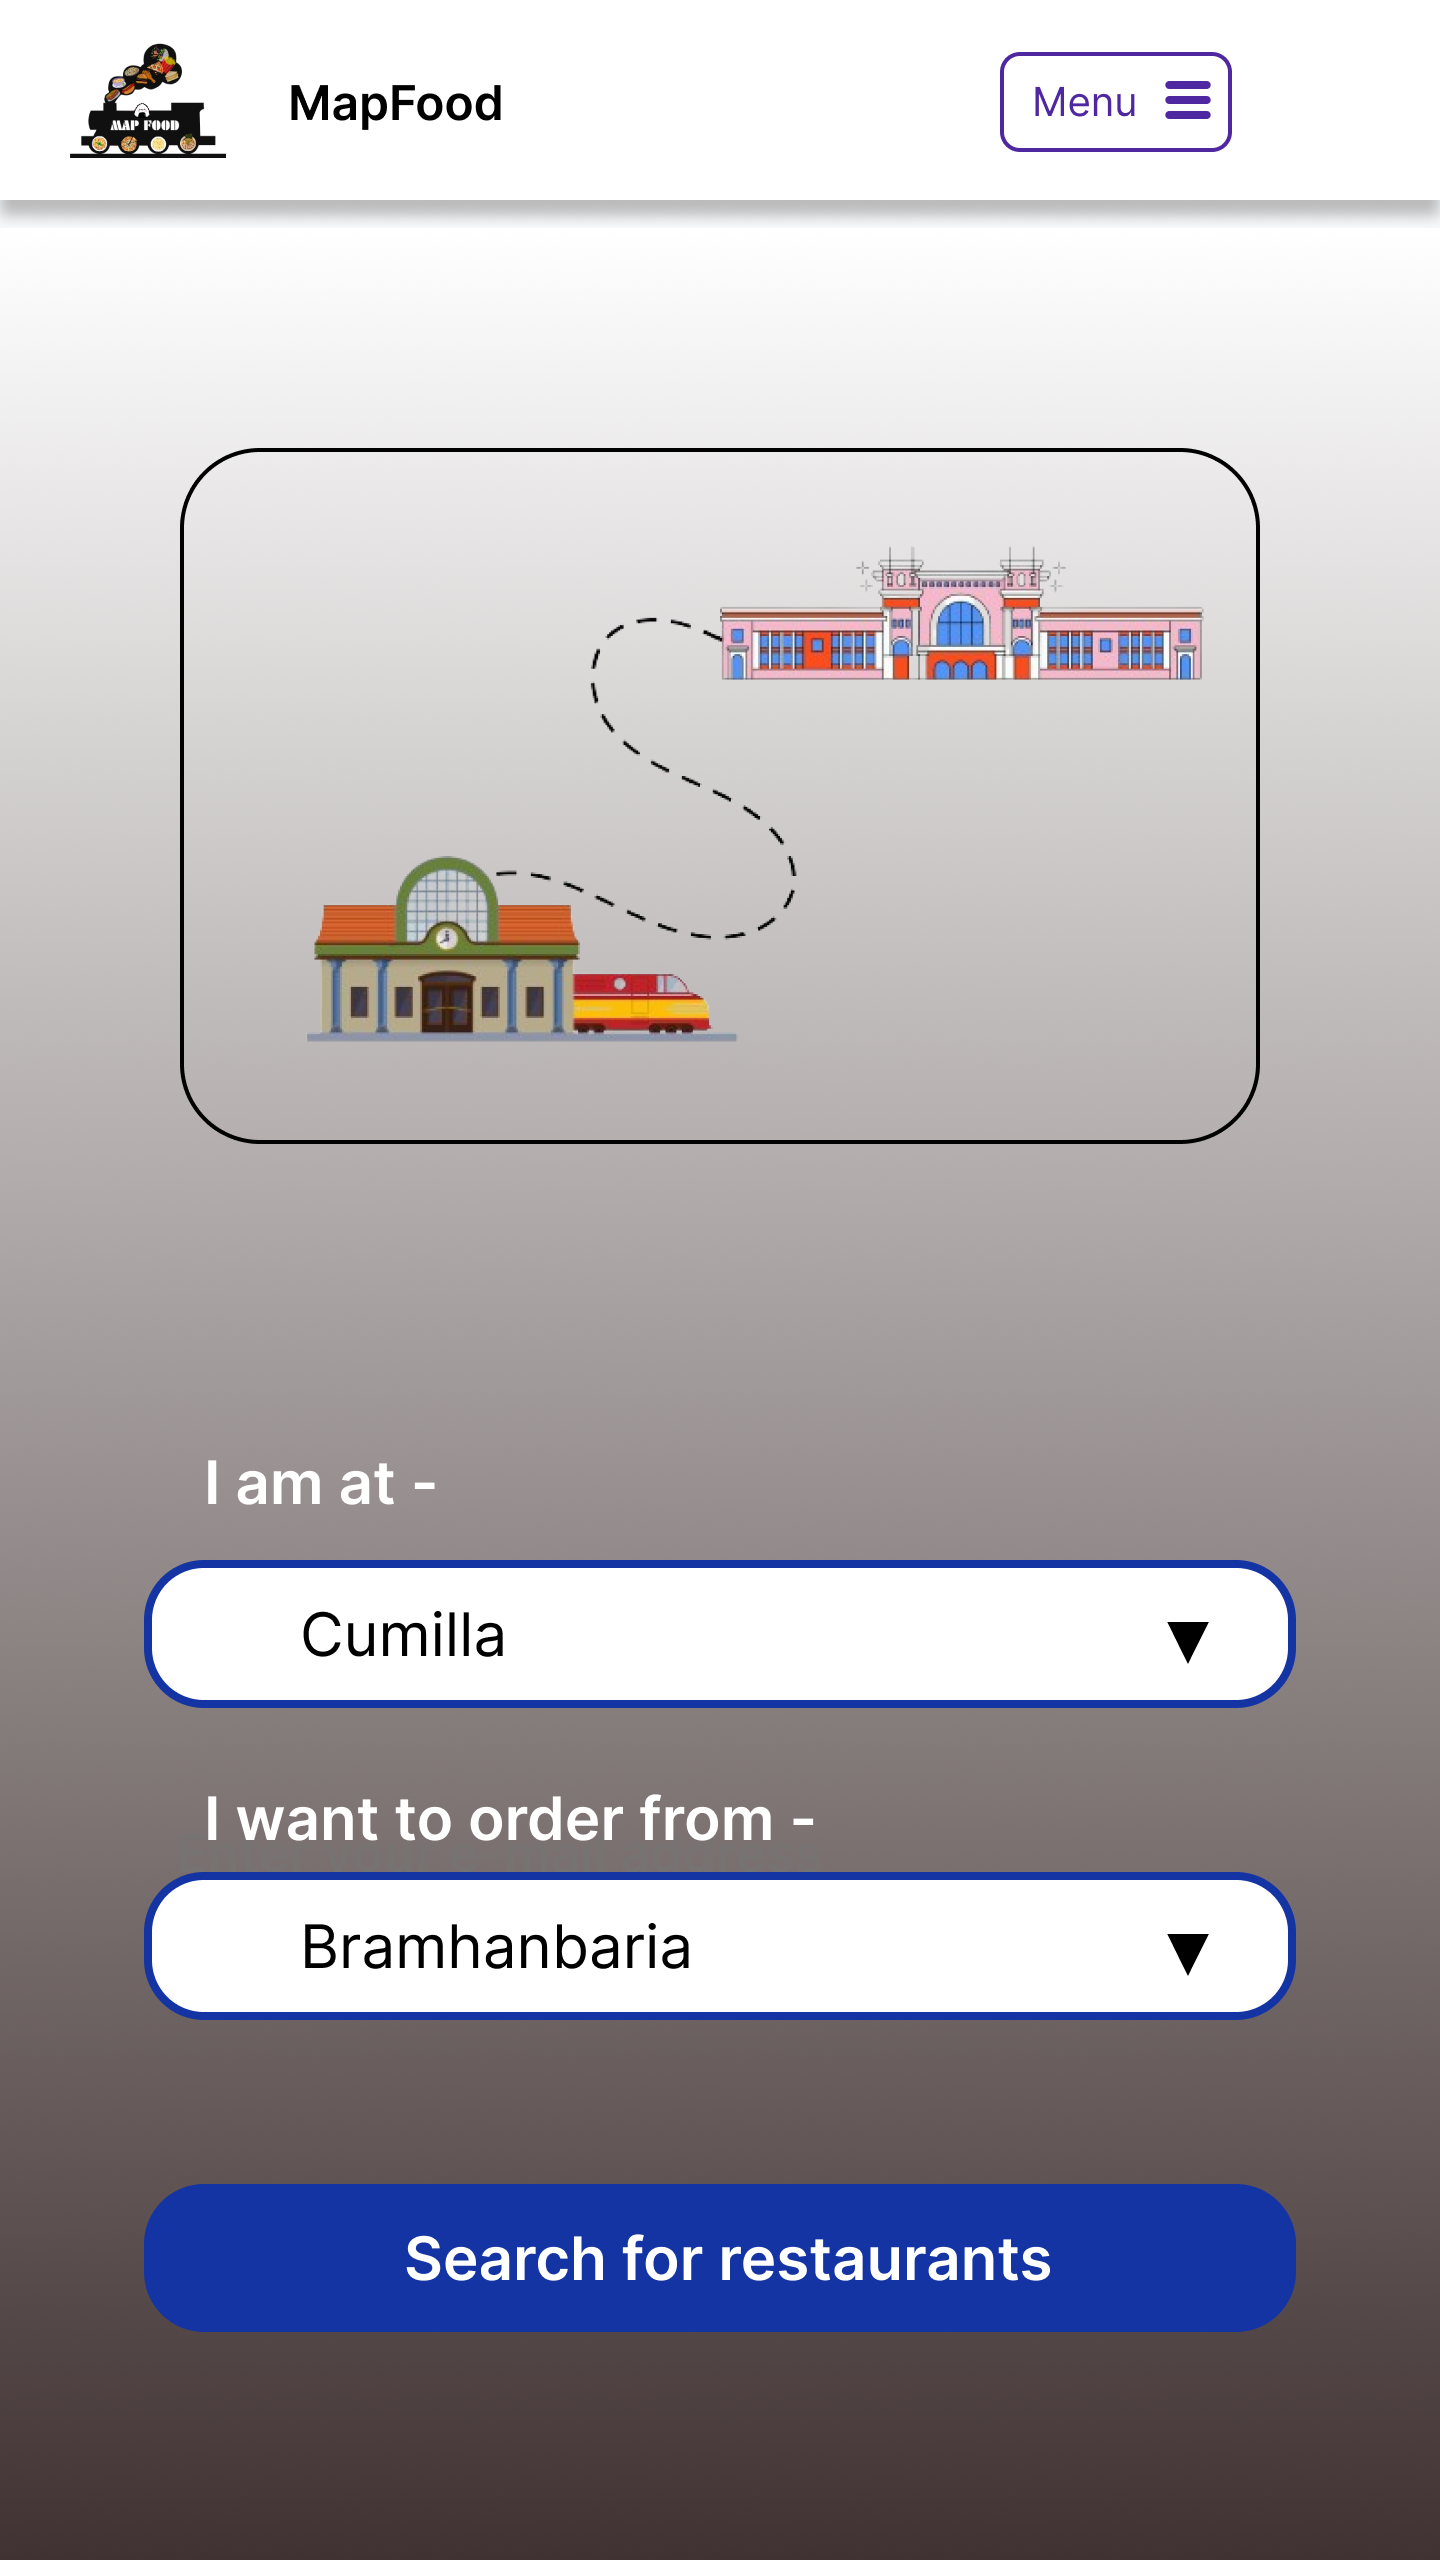 MAP FOOD
MapFood
Menu
I am at -
Cumilla
I want to order from -
Bramhanbaria
Search for restaurants